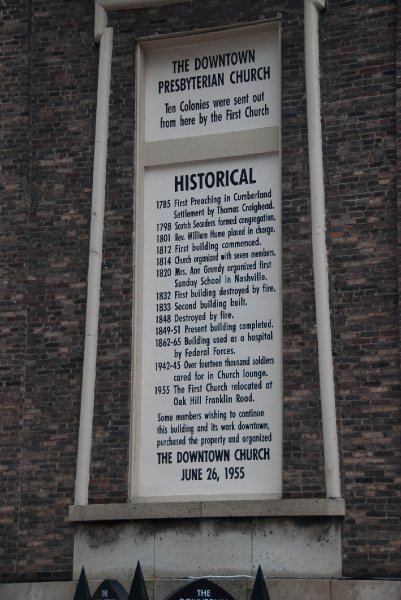 THE DOWNTOWN
PRESBYTERIAN CHURCH
Ten Colonies were sent out
from here by the First Church
HISTORICAL
1785 First Preaching in Cumberland
Settlement by Thomas Craighead.
1798 Scotch Seceders formed congregation.
1801 Rev. William Hume placed in charge.
1812 First building commenced.
1814 Church organized with seven members.
1820 Mrs. Ann Grundy organized first
Sunday School in Nashville.
1832 First building destroyed by fire.
1833 Second building built.
1848 Destroyed by fire.
1849-51 Present building completed.
1862-65 Building used as a hospital
by Federal Forces.
1942-45 Over fourteen thousand soldiers
cared for in Church lounge.
1955 The First Church relocated at
Oak Hill Franklin Road.
Some members wishing to continue
this building and its work downtown,
purchased the property and organized
THE DOWNTOWN CHURCH
JUNE 26, 1955
THE DOWNTOWN